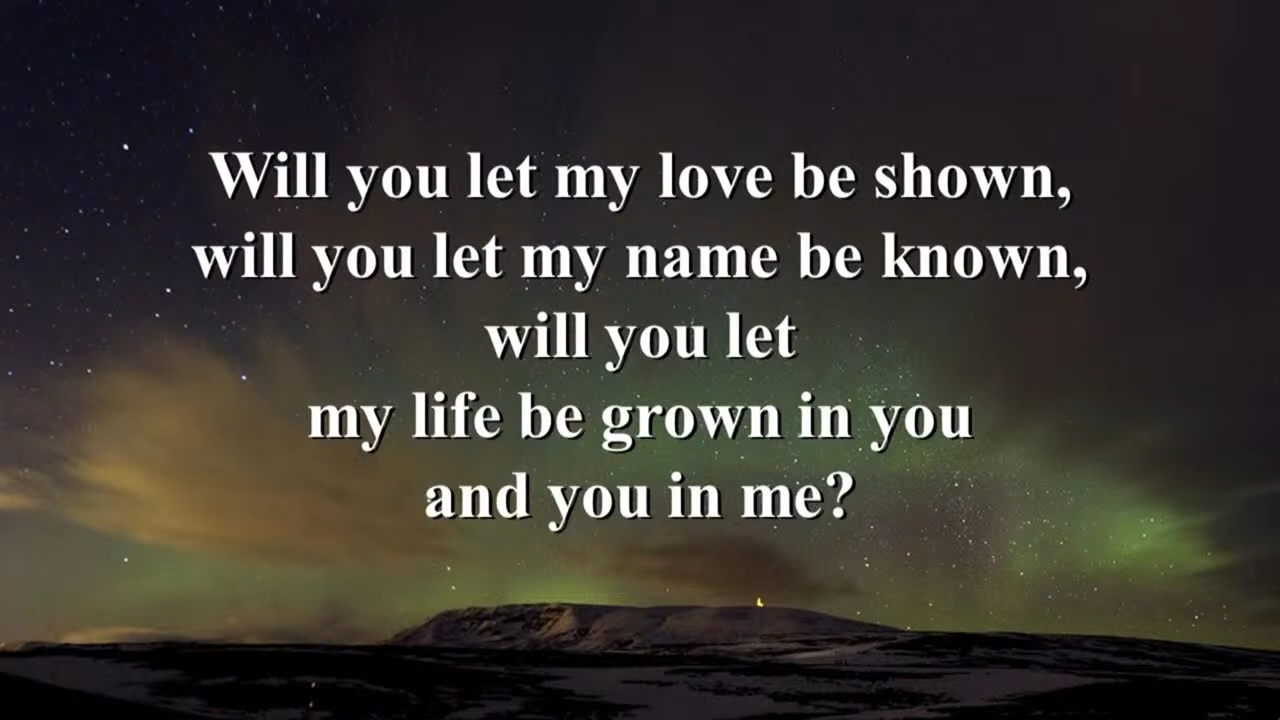 Will you let my love be shown,
will you let my name be known,
will you let
my life be grown in you
and you in me?